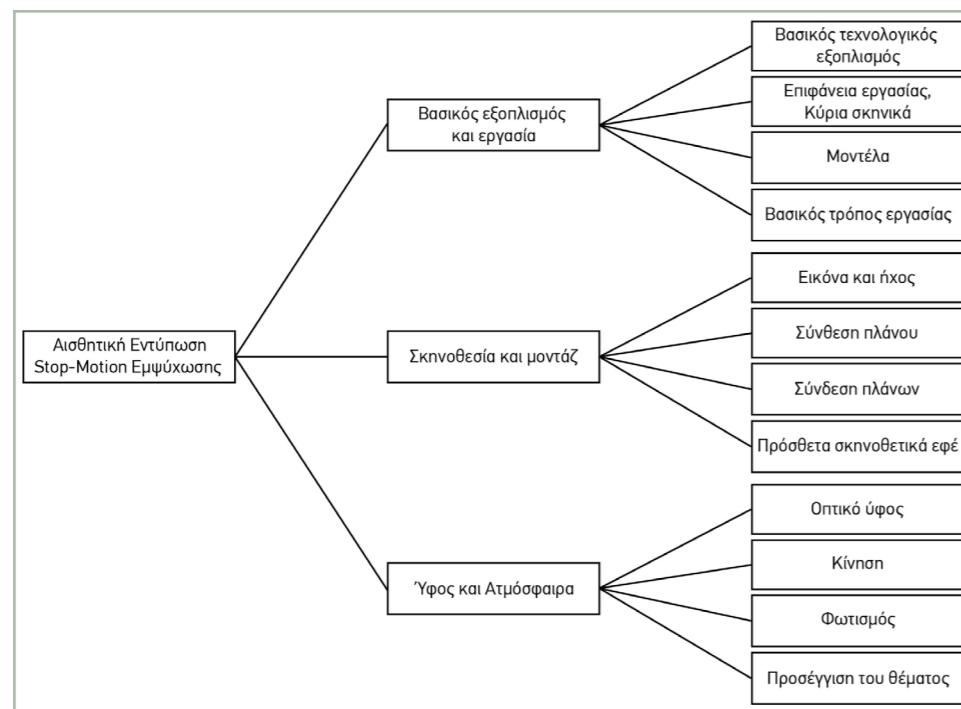 Βασικός τεχνολογικός
εξοπλισμός
Επιφάνεια εργασίας,
Κύρια σκηνικά
Βασικός εξοπλισμός
και εργασία
Μοντέλα
Βασικός τρόπος εργασίας
Εικόνα και ήχος
Σύνθεση πλάνου
Αισθητική Εντύπωση
Stop-Motion Εμψύχωσης
Σκηνοθεσία και μοντάζ
Σύνδεση πλάνων
Πρόσθετα σκηνοθετικά εφέ
Οπτικό ύφος
Κίνηση
Ύφος και Ατμόσφαιρα
Φωτισμός
Προσέγγιση του θέματος